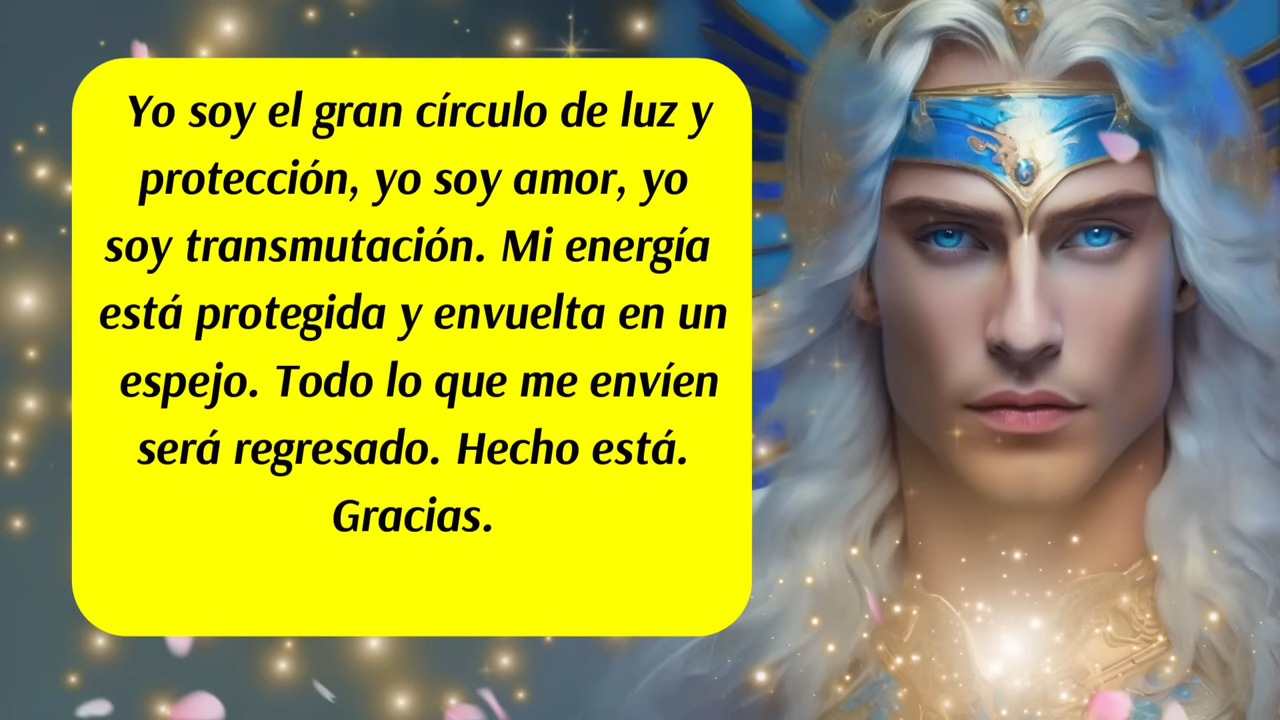 Yo soy el gran círculo de luz y
protección, yo soy amor, yo
soy transmutación. Mi energía
está protegida y envuelta en un
espejo. Todo lo que me envíen
será regresado. Hecho está.
Gracias.